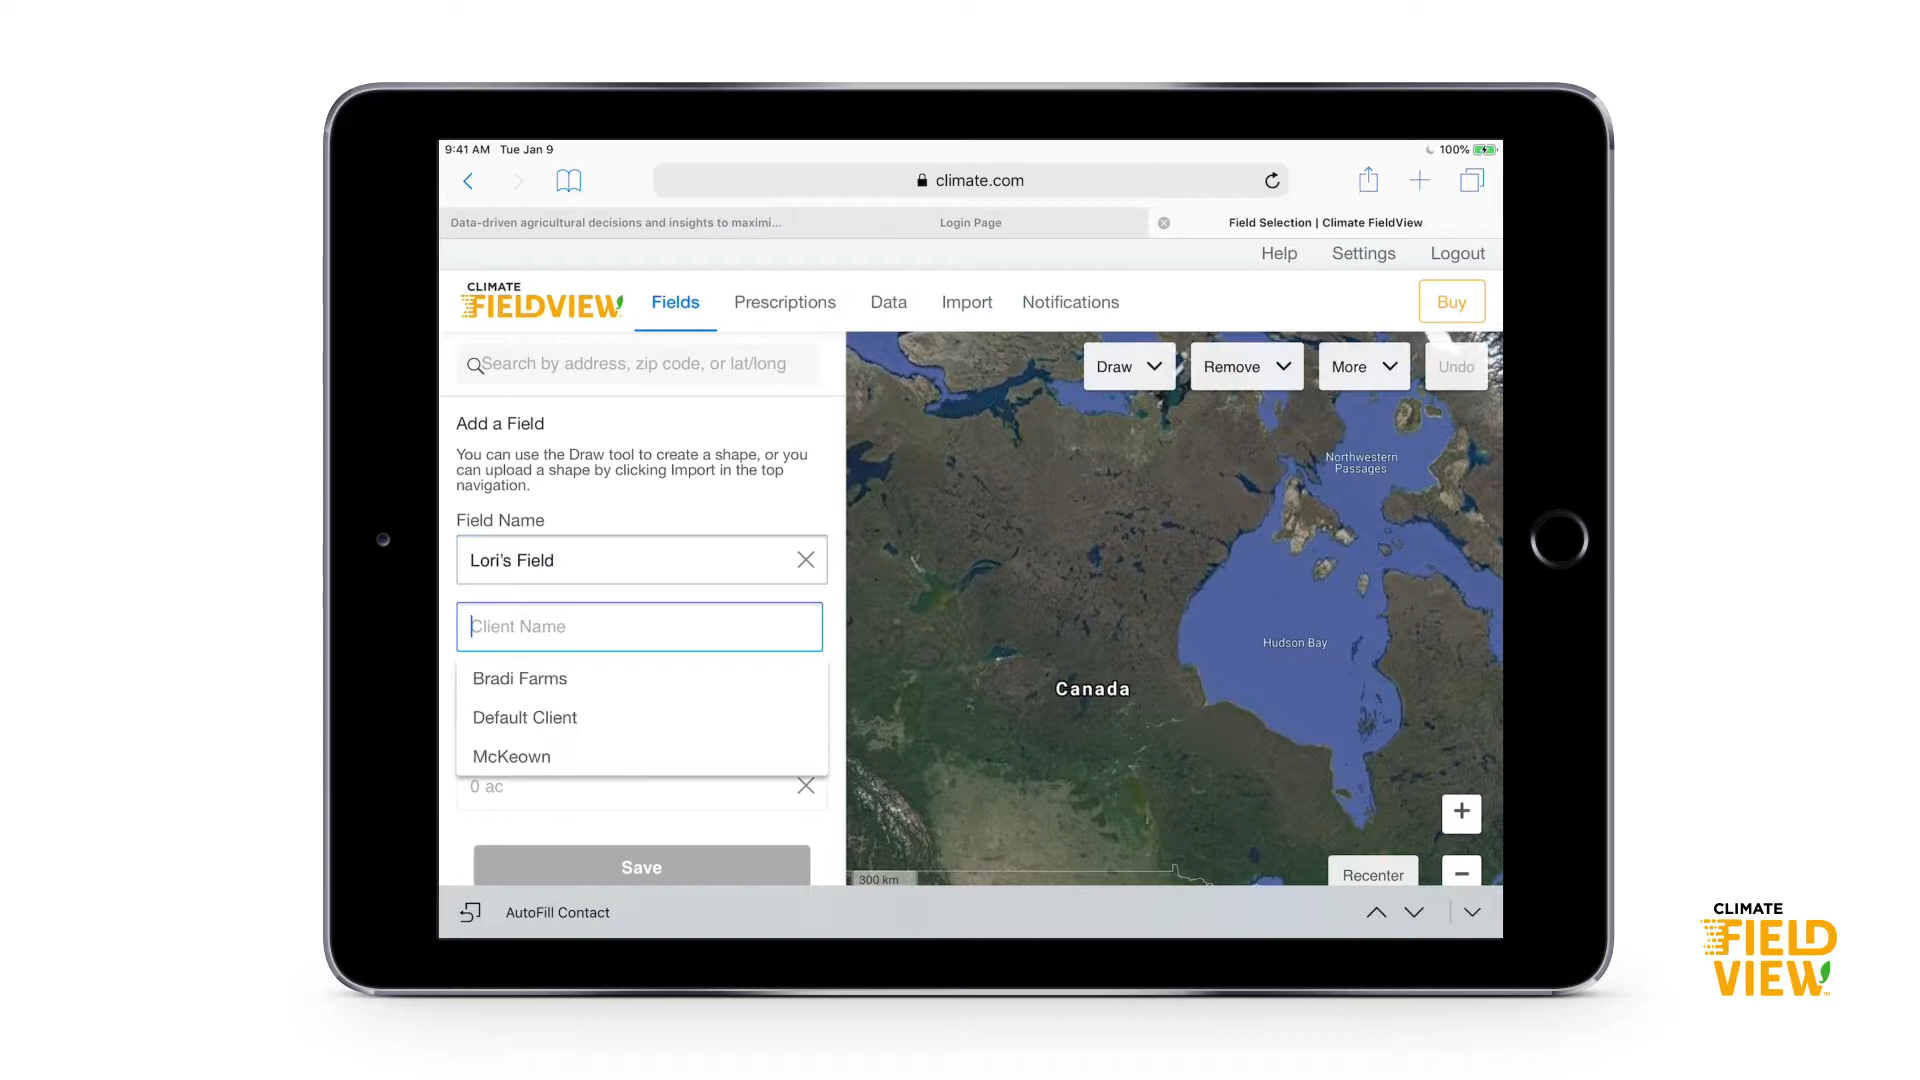 9:41 AM Tue Jan 9
100%
climate.com
Data-driven agricultural decisions and insights to maximi...
Login Page
Field Selection | Climate FieldView
Help
Settings
Logout
CLIMATE
FIELDVIEW
Fields
Prescriptions
Data
Import
Notifications
Buy
Search by address, zip code, or lat/long
Draw
Remove
More
Undo
Add a Field
You can use the Draw tool to create a shape, or you
can upload a shape by clicking Import in the top
navigation.
Field Name
Lori's Field
Client Name
Bradi Farms
Default Client
McKeown
0 ac
Save
Northwestern
Passages
Hudson Bay
Canada
300 km
Recenter
AutoFill Contact
CLIMATE
FIELD
VIEW™